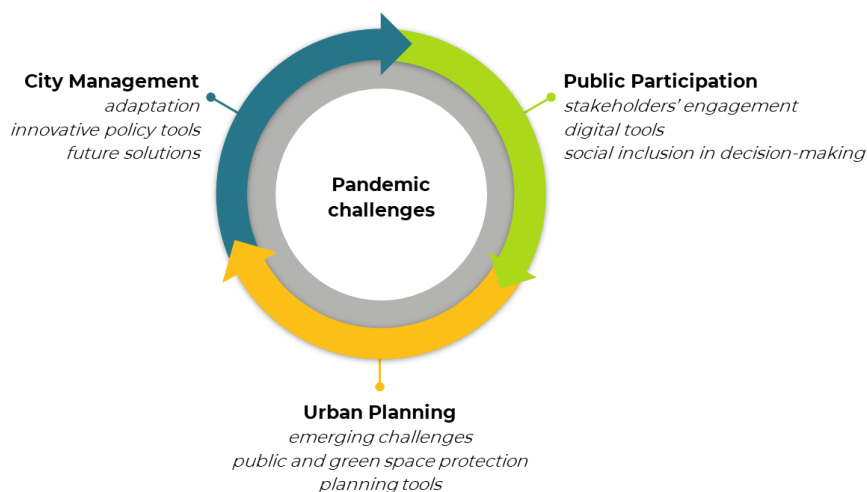 City Management
adaptation
innovative policy tools
future solutions
Public Participation
stakeholders’ engagement
digital tools
social inclusion in decision-making
Pandemic
challenges
Urban Planning
emerging challenges
public and green space protection
planning tools